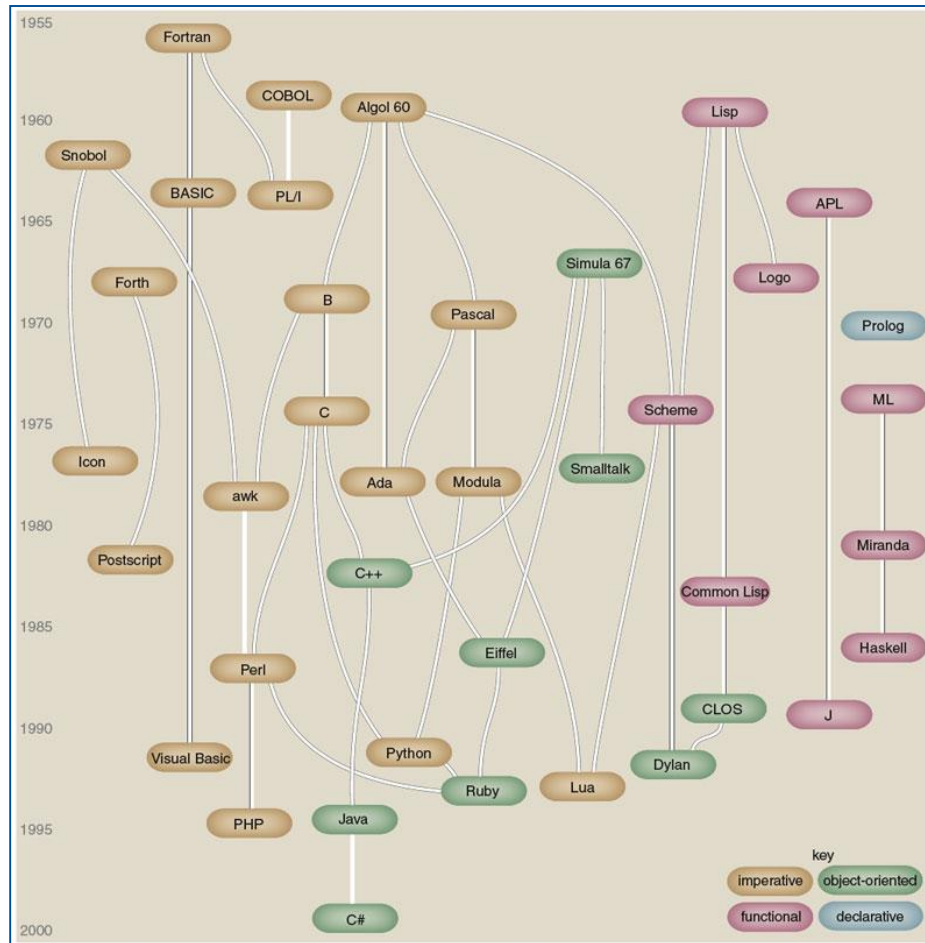 1955
Fortran
COBOL
Algol 60
1960
Lisp
Snobol
BASIC
PL/I
APL
1965
Simula 67
Forth
Logo
B
Pascal
1970
Prolog
ML
C
Scheme
1975
Icon
Smalltalk
awk
Ada
Modula
1980
Postscript
Miranda
C++
Common Lisp
1985
Eiffel
Haskell
Perl
CLOS
J
1990
Visual Basic
Python
Dylan
Ruby
Lua
PHP
Java
1995
key
imperative
object-oriented
functional
declarative
C#
2000